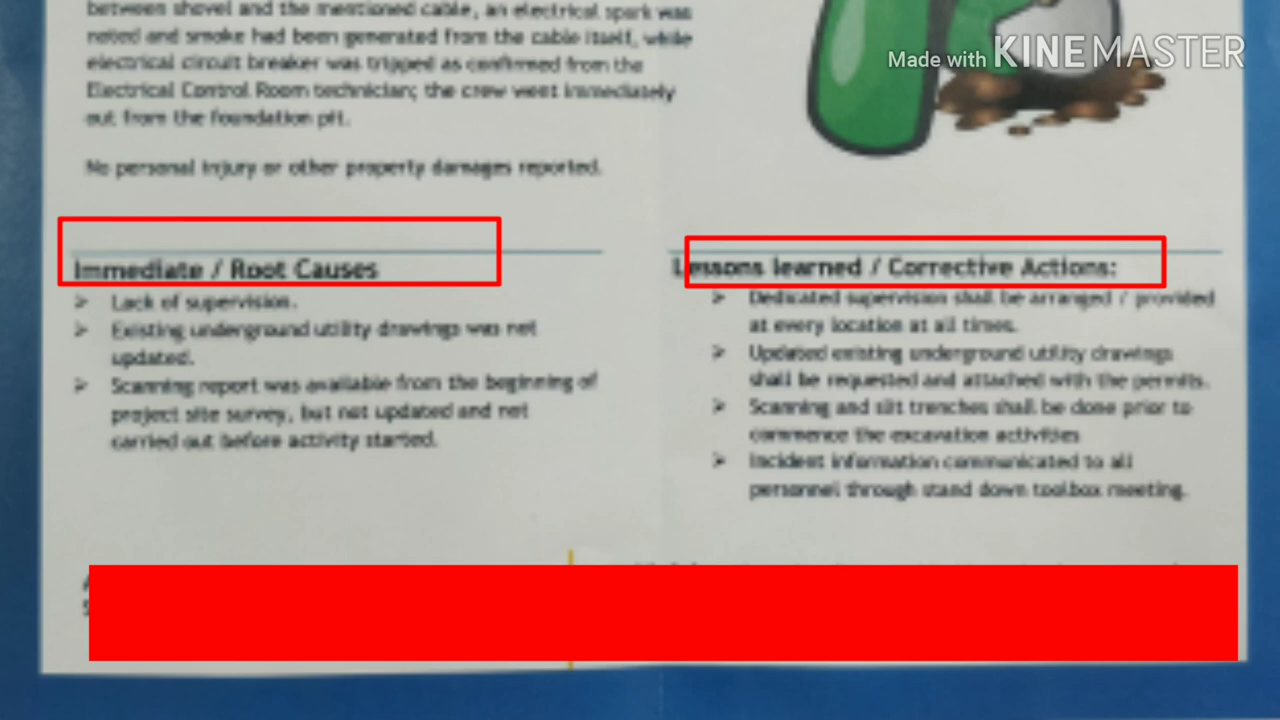 between shovel and the mentioned cable, an electrical spark was
noted and smoke had been generated from the cable itself, while
electrical circuit breaker was tripped as confirmed from the
Electrical Control Room technician; the crew went immediately
out from the foundation pit.
No personal injury or other property damages reported.
Immediate / Root Causes
➢ Lack of supervision.
➢ Existing underground utility drawings was not
updated.
➢ Scanning report was available from the beginning of
project site survey, but not updated and not
carried out before activity started.
Made with KINEMASTER
Lessons learned / Corrective Actions:
➢ Dedicated supervision shall be arranged / provided
at every location at all times.
➢ Updated existing underground utility drawings
shall be requested and attached with the permits.
➢ Scanning and slit trenches shall be done prior to
commence the excavation activities
➢ Incident information communicated to all
personnel through stand down toolbox meeting.